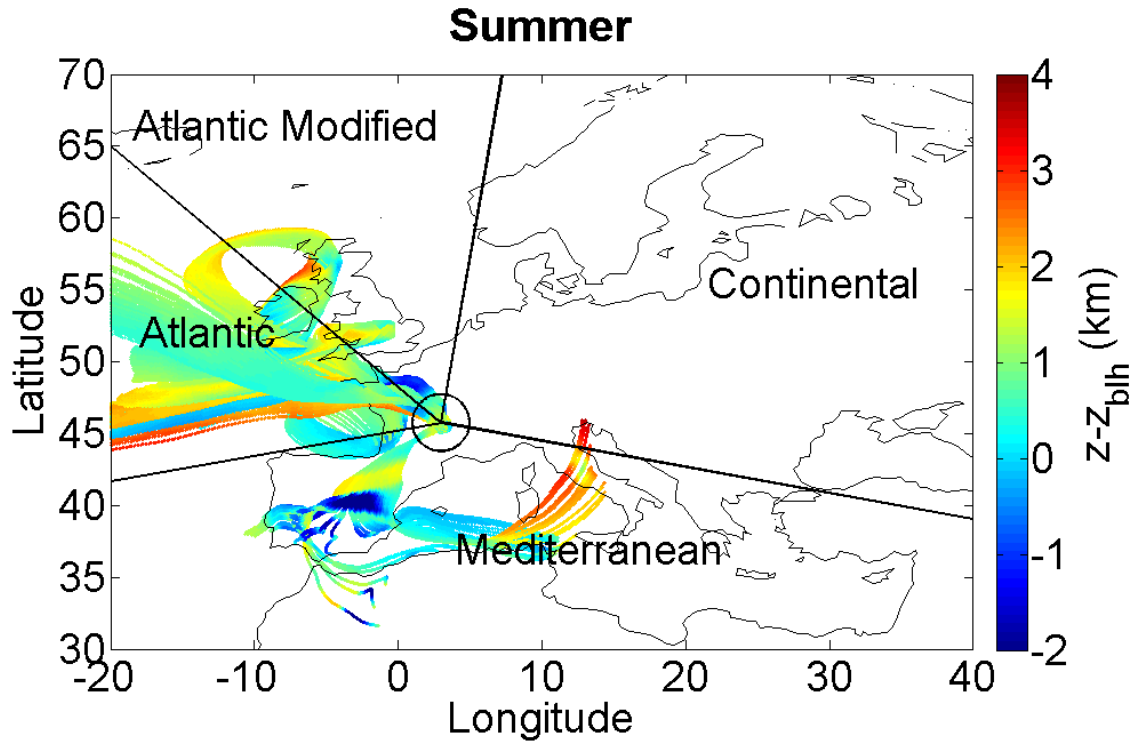 Summer
70
65
60
55
50
45
40
35
30
Latitude
-20
-10
0
10
20
30
40
Longitude
Atlantic Modified
Atlantic
Continental
Mediterranean
4
3
2
1
0
-1
-2
z-z_blh (km)